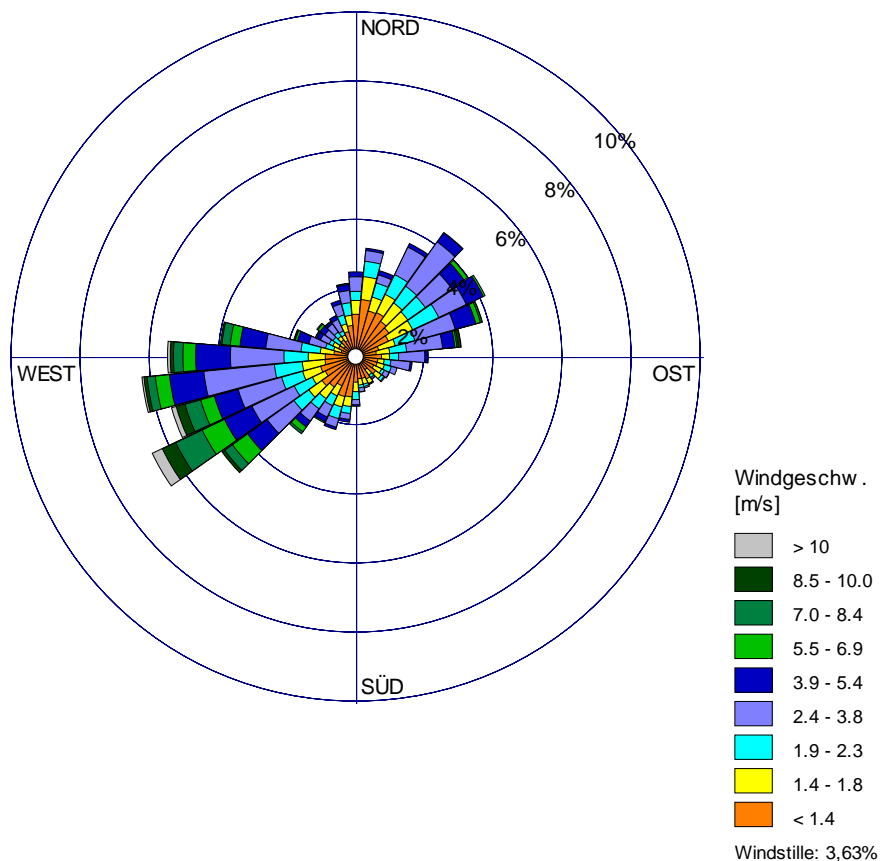 NORD
10%
8%
6%
4%
2%
WEST
OST
SÜD
Windgeschw .
[m/s]
> 10
8.5 - 10.0
7.0 - 8.4
5.5 - 6.9
3.9 - 5.4
2.4 - 3.8
1.9 - 2.3
1.4 - 1.8
< 1.4
Windstille: 3,63%